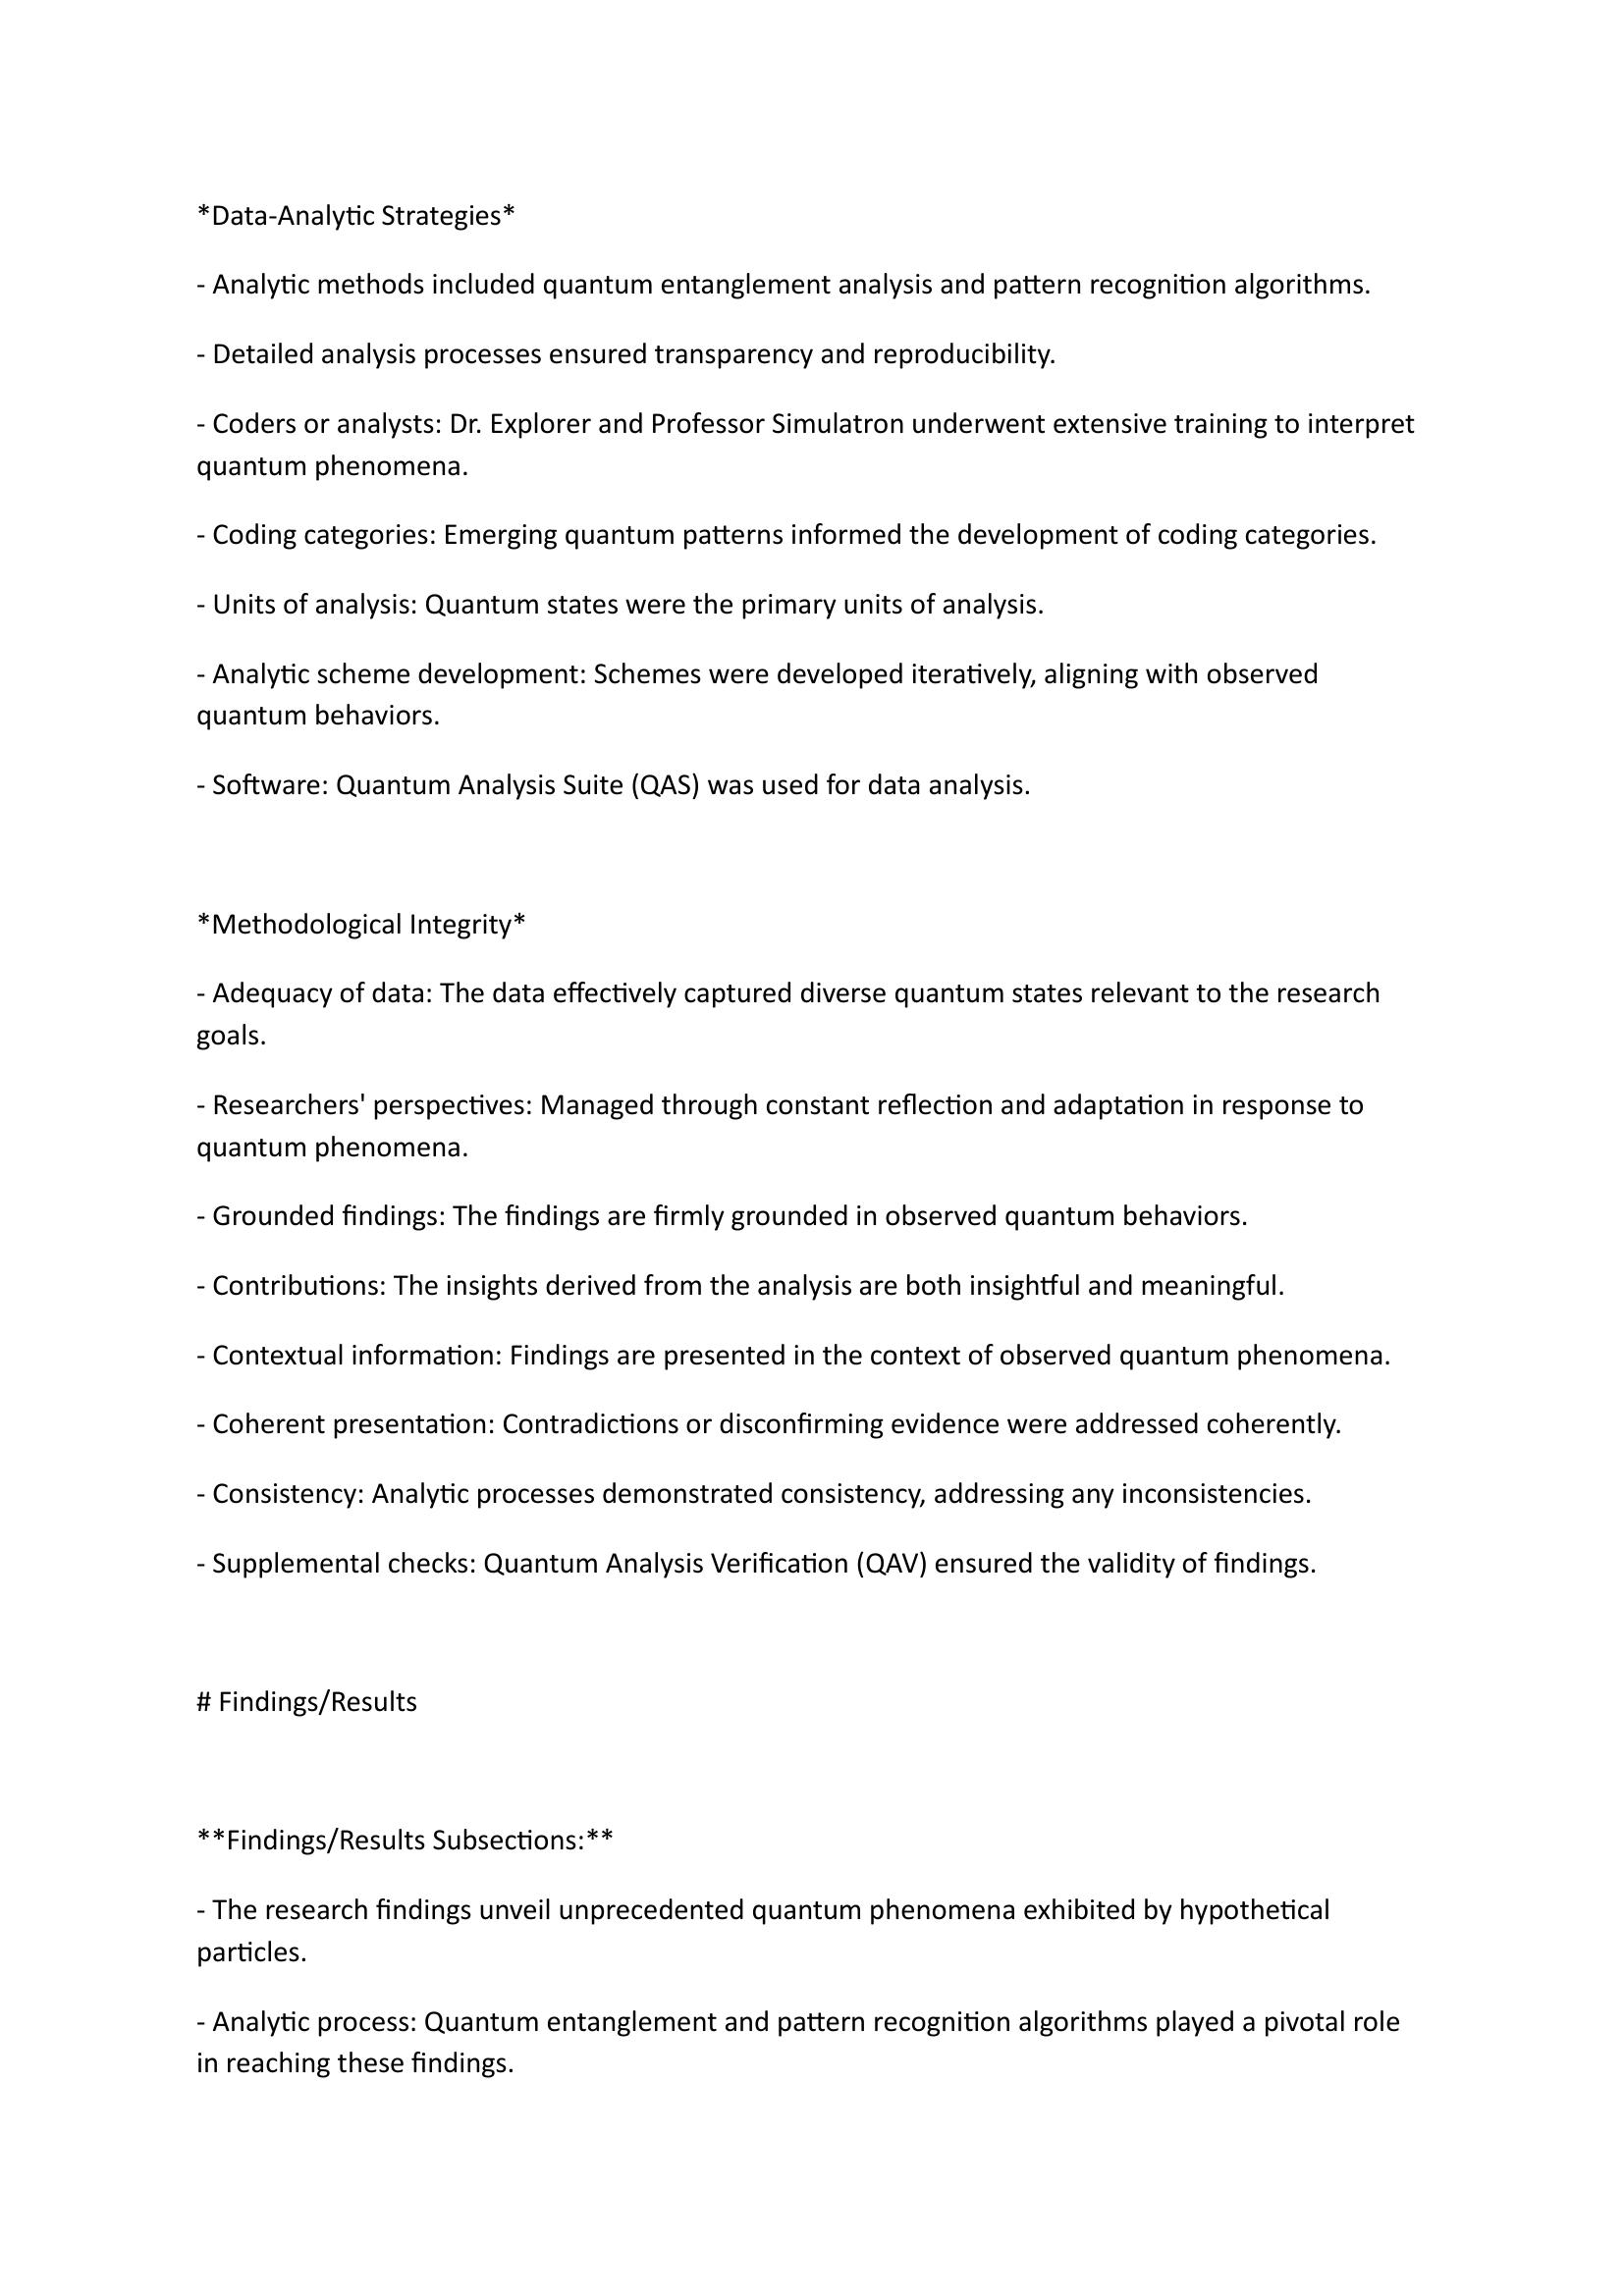 *Data-Analytic Strategies*
- Analytic methods included quantum entanglement analysis and pattern recognition algorithms.
- Detailed analysis processes ensured transparency and reproducibility.
- Coders or analysts: Dr. Explorer and Professor Simulatron underwent extensive training to interpret
quantum phenomena.
- Coding categories: Emerging quantum patterns informed the development of coding categories.
- Units of analysis: Quantum states were the primary units of analysis.
- Analytic scheme development: Schemes were developed iteratively, aligning with observed
quantum behaviors.
- Software: Quantum Analysis Suite (QAS) was used for data analysis.
*Methodological Integrity*
- Adequacy of data: The data effectively captured diverse quantum states relevant to the research
goals.
- Researchers' perspectives: Managed through constant reflection and adaptation in response to
quantum phenomena.
- Grounded findings: The findings are firmly grounded in observed quantum behaviors.
- Contributions: The insights derived from the analysis are both insightful and meaningful.
- Contextual information: Findings are presented in the context of observed quantum phenomena.
- Coherent presentation: Contradictions or disconfirming evidence were addressed coherently.
- Consistency: Analytic processes demonstrated consistency, addressing any inconsistencies.
- Supplemental checks: Quantum Analysis Verification (QAV) ensured the validity of findings.
# Findings/Results
**Findings/Results Subsections:**
- The research findings unveil unprecedented quantum phenomena exhibited by hypothetical
particles.
- Analytic process: Quantum entanglement and pattern recognition algorithms played a pivotal role
in reaching these findings.